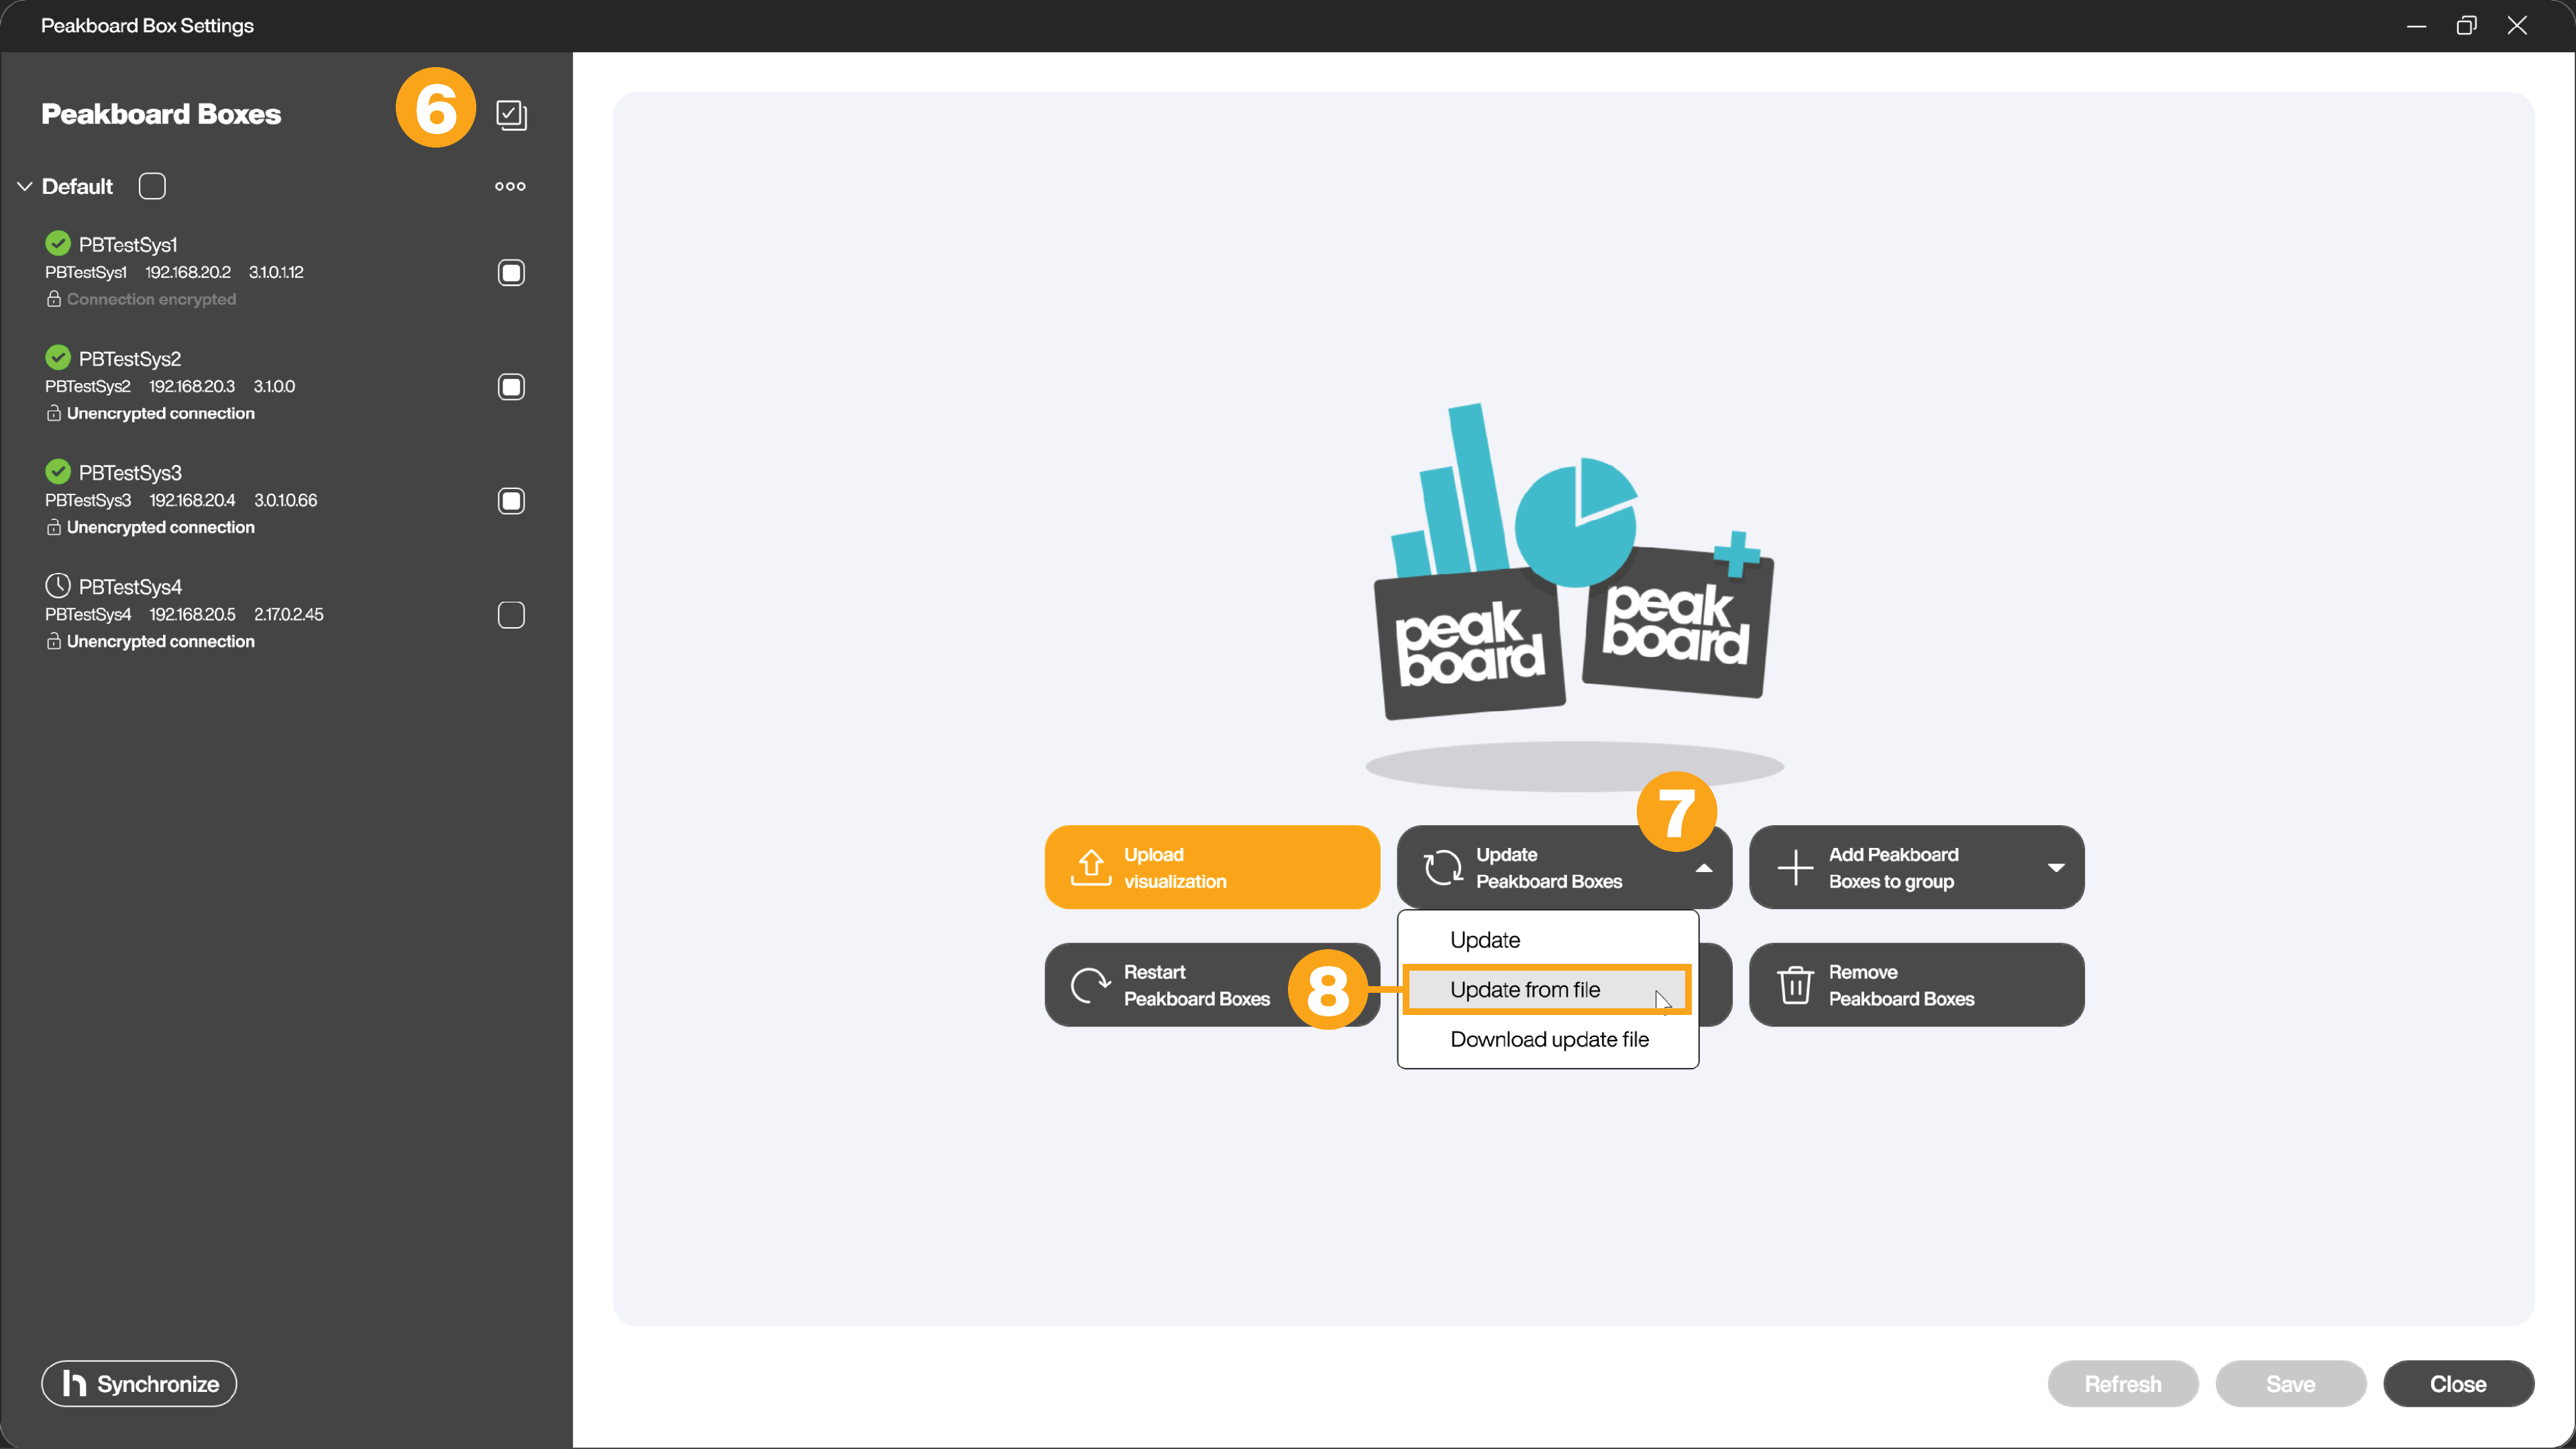 Peakboard Box Settings
Peakboard Boxes
6
Default
PBTestSys1
PBTestSys1 192.168.20.2 3.1.0.1.12
Connection encrypted
PBTestSys2
PBTestSys2 192.168.20.3 3.1.0.0
Unencrypted connection
PBTestSys3
PBTestSys3 192.168.20.4 3.0.1.0.66
Unencrypted connection
PBTestSys4
PBTestSys4 192.168.20.5 2.17.0.2.45
Unencrypted connection
Synchronize
peak
board
peak
board
7
Upload
visualization
Update
Peakboard Boxes
Add Peakboard
Boxes to group
Restart
Peakboard Boxes
8
Update
Update from file
Download update file
Remove
Peakboard Boxes
Refresh
Save
Close